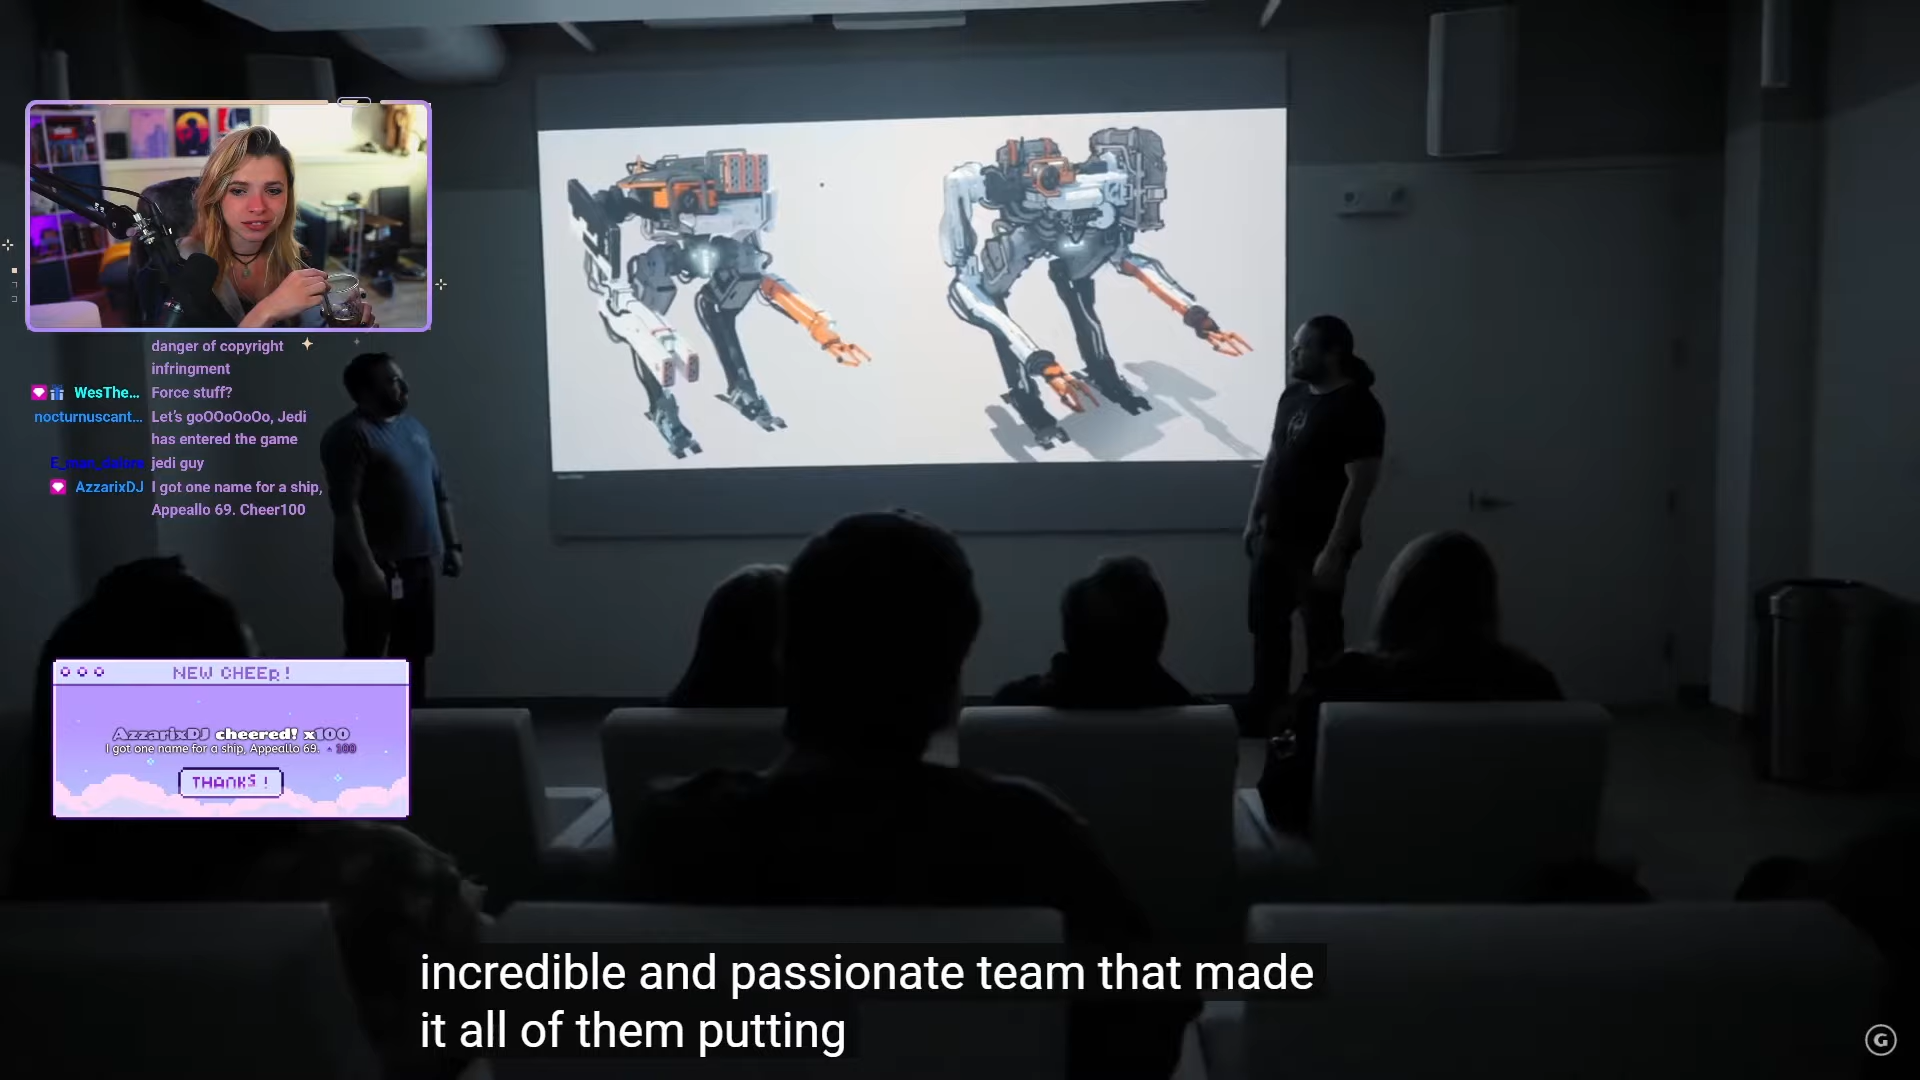 danger of copyright
infringment
WesThe... Force stuff?
nocturnuscant... Let's goOOoOoOo, Jedi
has entered the game
jedi guy
AzzarixDJ I got one name for a ship,
Appeallo 69. Cheer100
NEW CHEEr!
AzzarixDJ cheered! x100
I got one name for a ship, Appeallo 69. 100
THANKS!
incredible and passionate team that made
it all of them putting
G